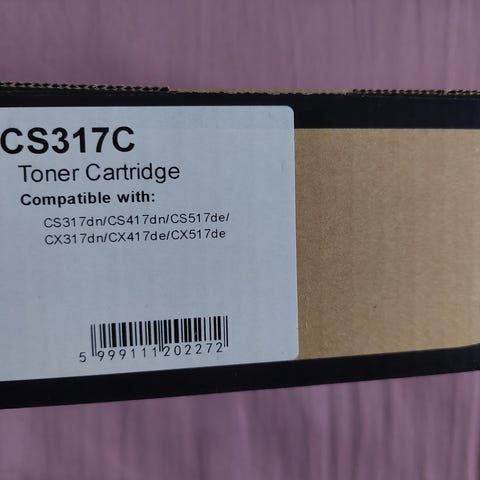 CS317C
Toner Cartridge
Compatible with:
CS317dn/CS417dn/CS517de/
CX317dn/CX417de/CX517de
5 999111 202272